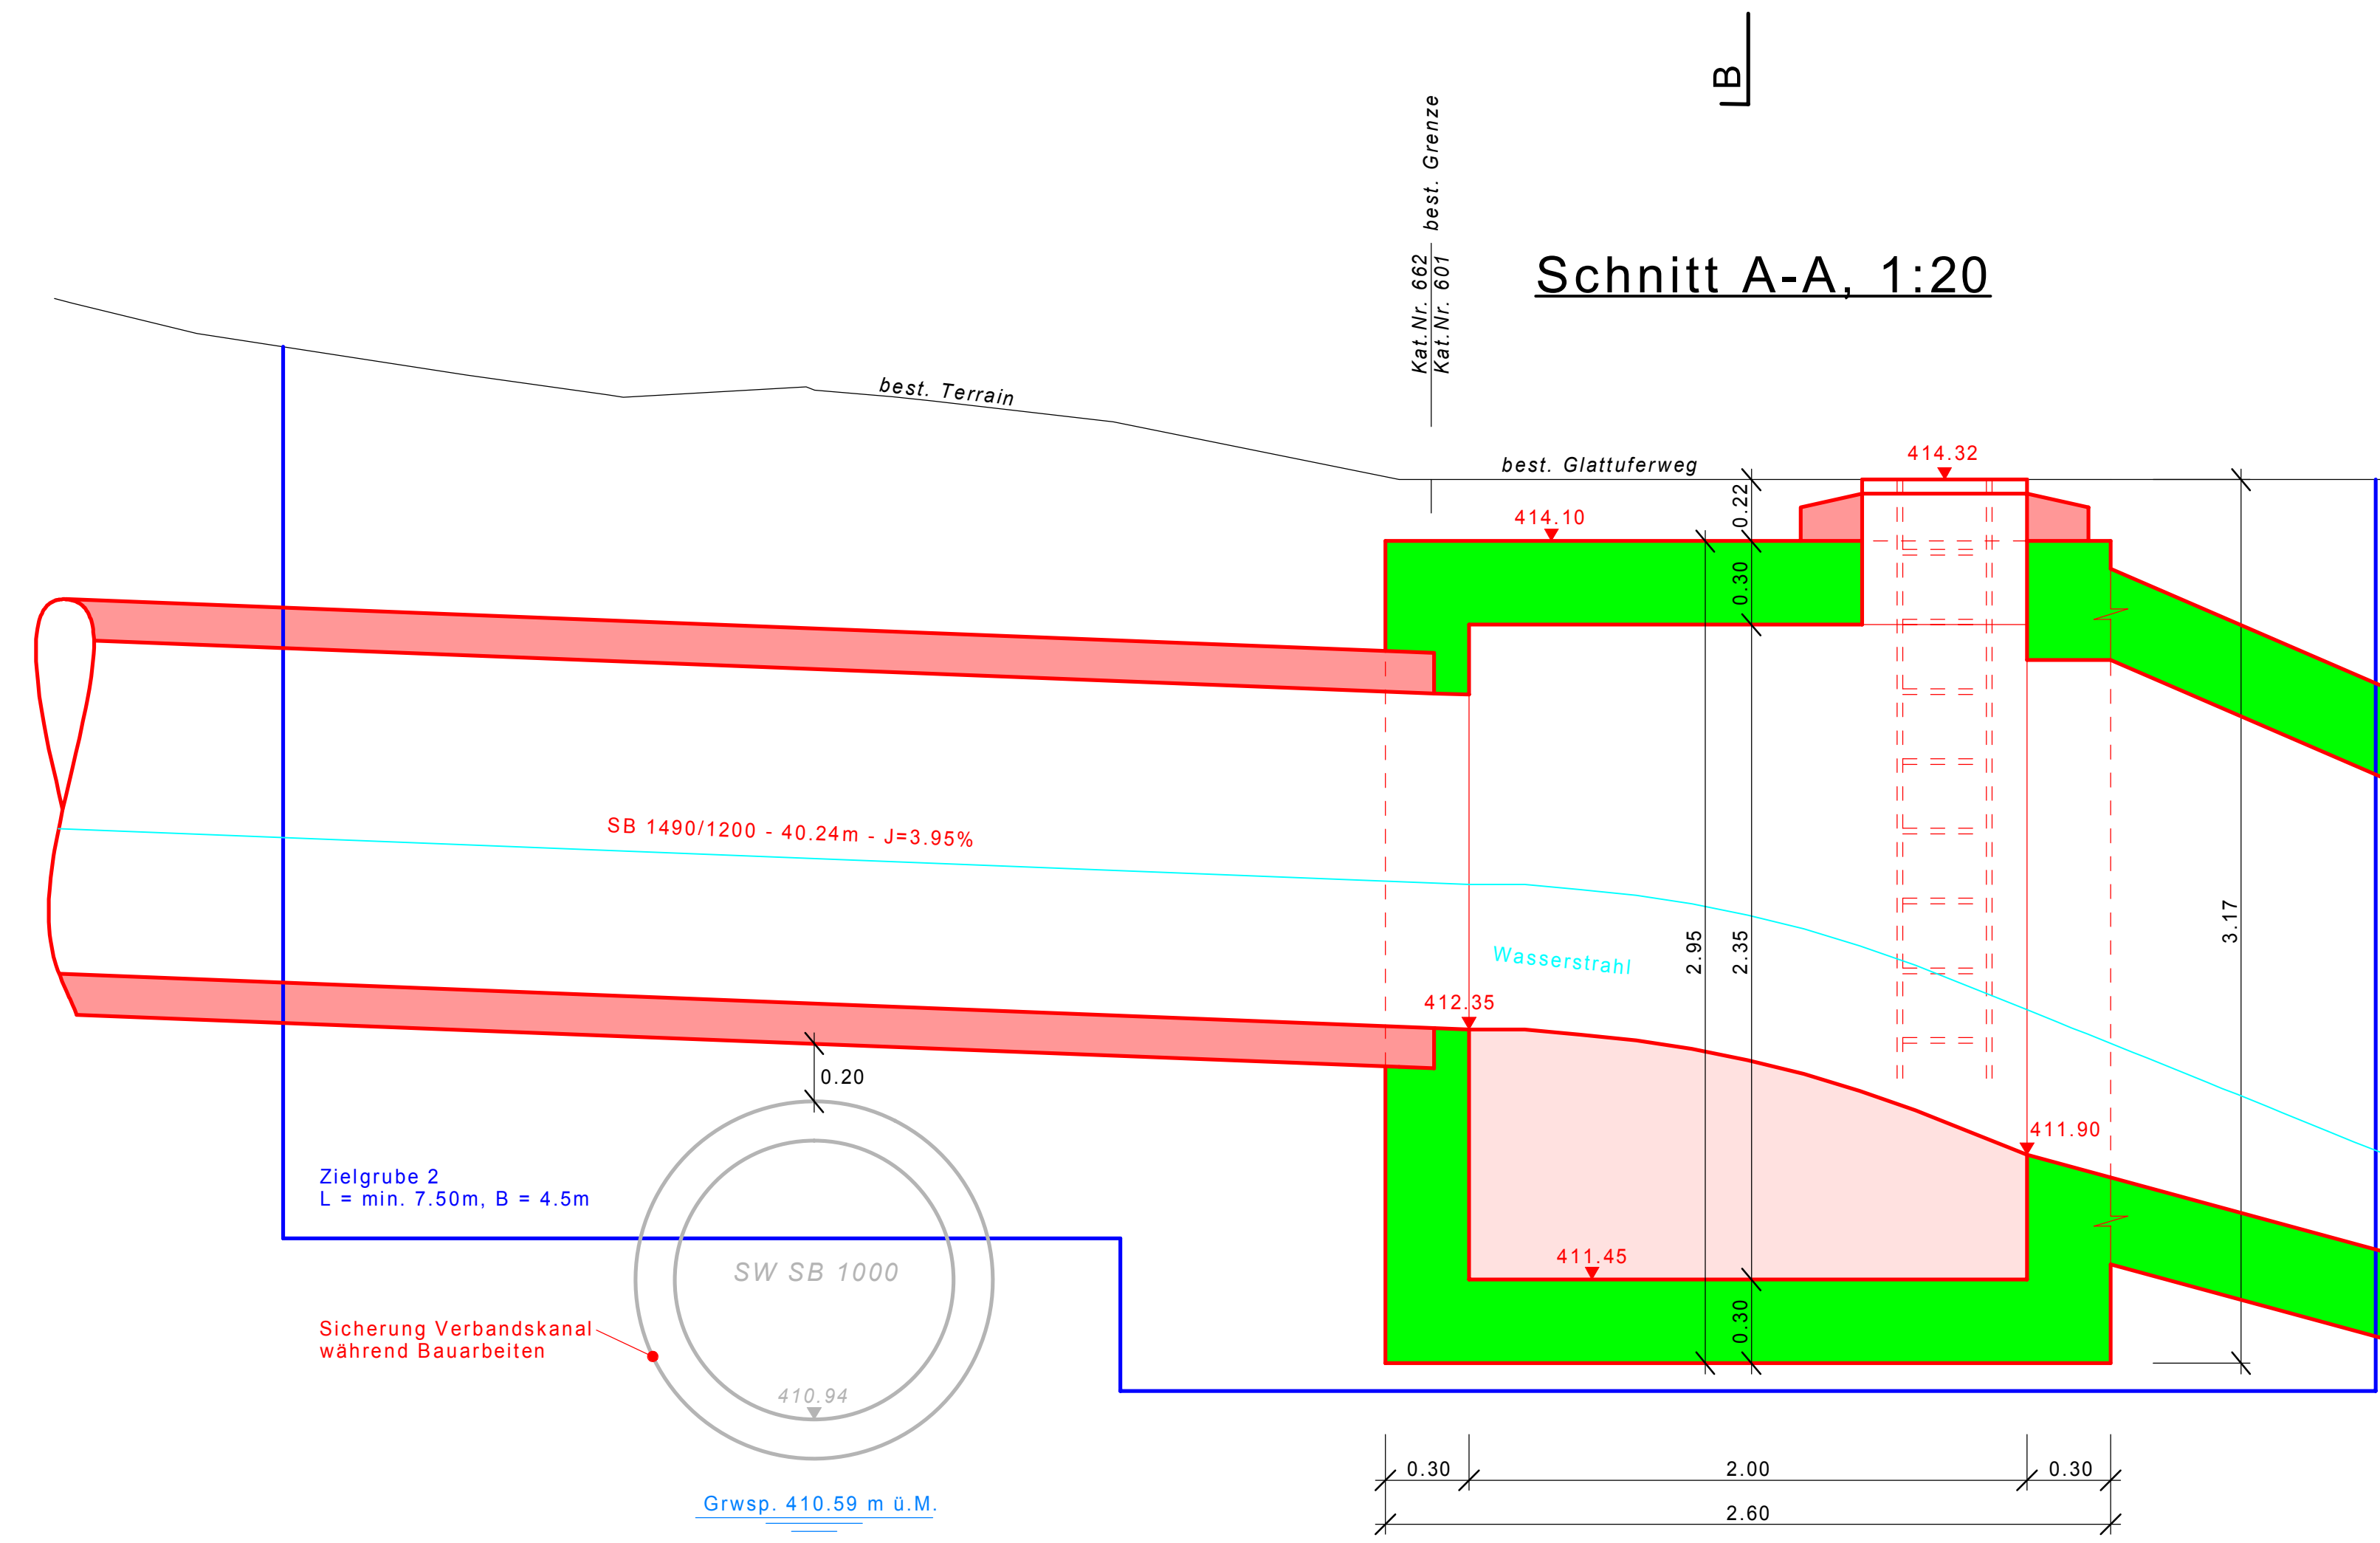 B
Kat.Nr. 662 best. Grenze
Kat.Nr. 601
Schnitt A-A, 1:20
best. Terrain
best. Glattuferweg
414.32
0.22
414.10
0.30
SB 1490/1200 - 40.24m - J=3.95%
3.17
2.95
2.35
Wasserstrahl
412.35
0.20
411.90
Zielgrube 2
L = min. 7.50m, B = 4.5m
411.45
SW SB 1000
0.30
Sicherung Verbandskanal
während Bauarbeiten
410.94
0.30
2.00
0.30
Grwsp. 410.59 m ü.M.
2.60